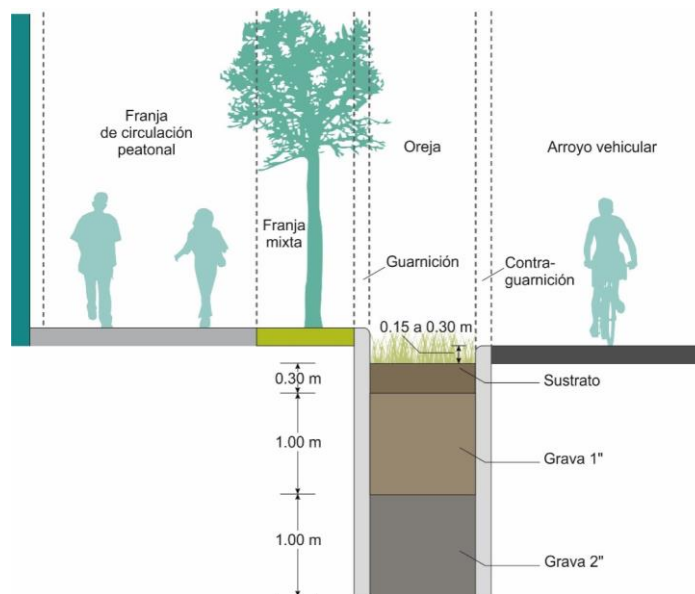 Franja
de circulación
peatonal
Oreja
Arroyo vehicular
Franja
mixta
Guarnición
Contra-
guarnición
0.15 a 0.30 m
0.30 m
Sustrato
1.00 m
Grava 1"
1.00 m
Grava 2"